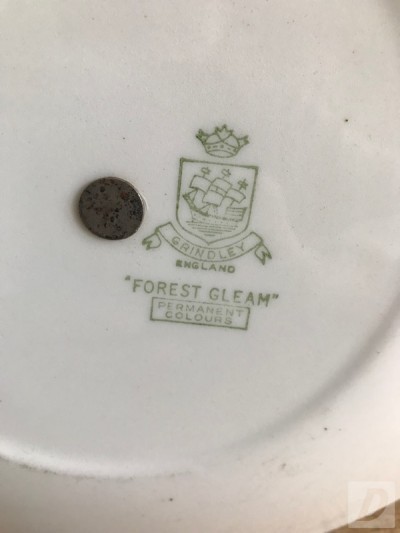 GRINDLEY
ENGLAND
"FOREST GLEAM"
PERMANENT
COLOURS